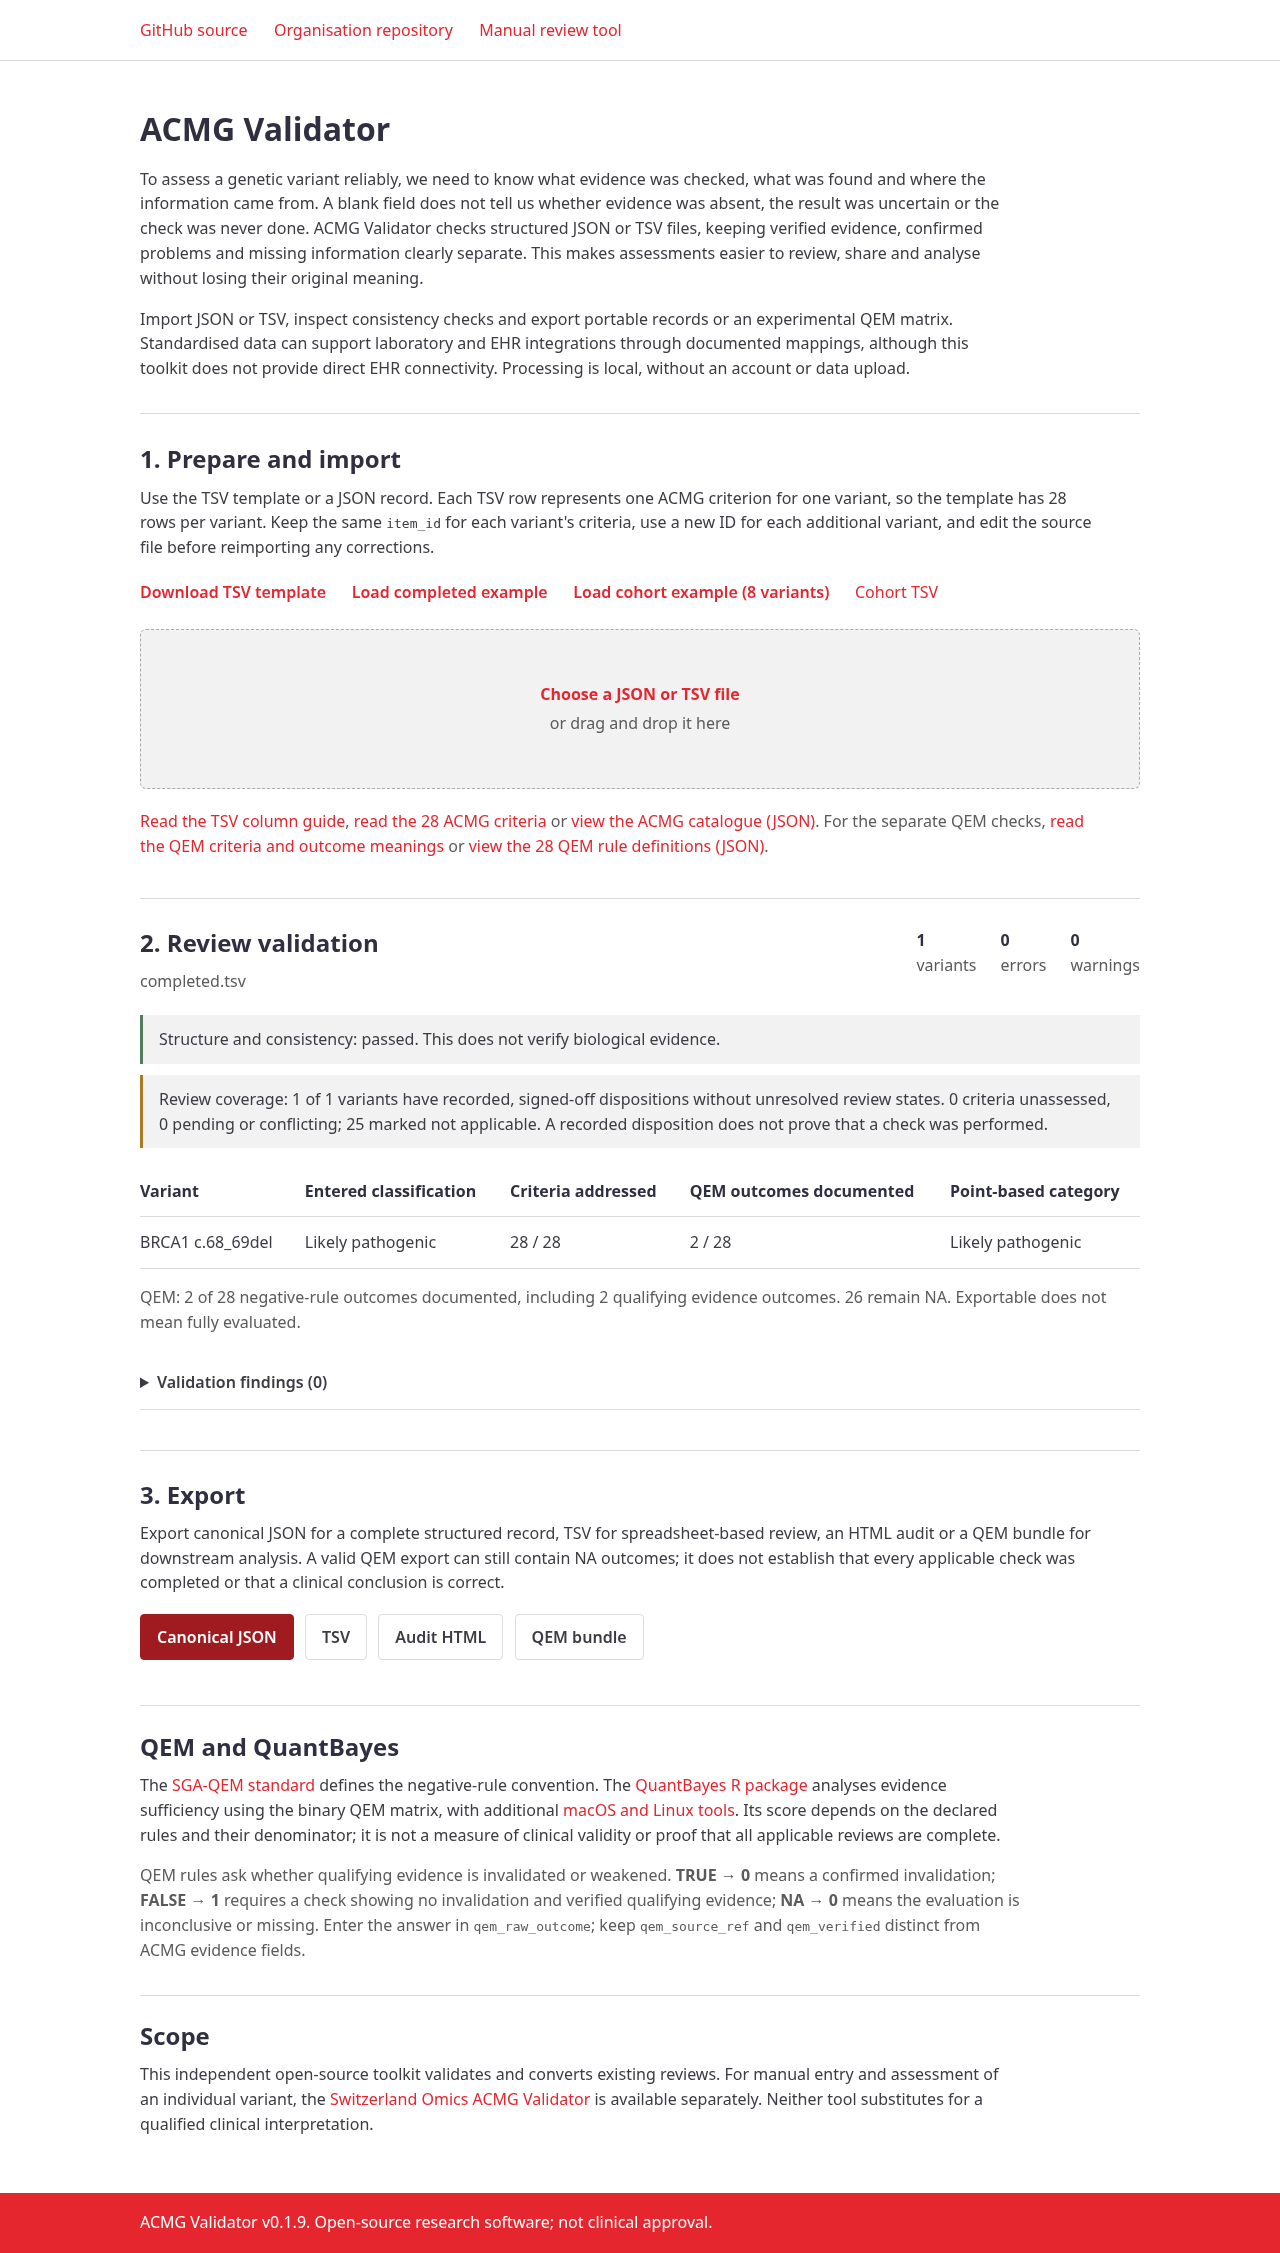 GitHub source Organisation repository Manual review tool
ACMG Validator
To assess a genetic variant reliably, we need to know what evidence was checked, what was found and where the
information came from. A blank field does not tell us whether evidence was absent, the result was uncertain or the
check was never done. ACMG Validator checks structured JSON or TSV files, keeping verified evidence, confirmed
problems and missing information clearly separate. This makes assessments easier to review, share and analyse
without losing their original meaning.
Import JSON or TSV, inspect consistency checks and export portable records or an experimental QEM matrix.
Standardised data can support laboratory and EHR integrations through documented mappings, although this
toolkit does not provide direct EHR connectivity. Processing is local, without an account or data upload.
1. Prepare and import
Use the TSV template or a JSON record. Each TSV row represents one ACMG criterion for one variant, so the template has 28
rows per variant. Keep the same item_id for each variant's criteria, use a new ID for each additional variant, and edit the source
file before reimporting any corrections.
Download TSV template Load completed example Load cohort example (8 variants) Cohort TSV
Choose a JSON or TSV file
or drag and drop it here
Read the TSV column guide, read the 28 ACMG criteria or view the ACMG catalogue (JSON). For the separate QEM checks, read
the QEM criteria and outcome meanings or view the 28 QEM rule definitions (JSON).
2. Review validation
completed.tsv
1 0 0
variants errors warnings
Structure and consistency: passed. This does not verify biological evidence.
Review coverage: 1 of 1 variants have recorded, signed-off dispositions without unresolved review states. 0 criteria unassessed,
0 pending or conflicting; 25 marked not applicable. A recorded disposition does not prove that a check was performed.
Variant Entered classification Criteria addressed QEM outcomes documented Point-based category
BRCA1 c.68_69del Likely pathogenic 28 / 28 2 / 28 Likely pathogenic
QEM: 2 of 28 negative-rule outcomes documented, including 2 qualifying evidence outcomes. 26 remain NA. Exportable does not
mean fully evaluated.
▶ Validation findings (0)
3. Export
Export canonical JSON for a complete structured record, TSV for spreadsheet-based review, an HTML audit or a QEM bundle for
downstream analysis. A valid QEM export can still contain NA outcomes; it does not establish that every applicable check was
completed or that a clinical conclusion is correct.
Canonical JSON TSV Audit HTML QEM bundle
QEM and QuantBayes
The SGA-QEM standard defines the negative-rule convention. The QuantBayes R package analyses evidence
sufficiency using the binary QEM matrix, with additional macOS and Linux tools. Its score depends on the declared
rules and their denominator; it is not a measure of clinical validity or proof that all applicable reviews are complete.
QEM rules ask whether qualifying evidence is invalidated or weakened. TRUE → 0 means a confirmed invalidation;
FALSE → 1 requires a check showing no invalidation and verified qualifying evidence; NA → 0 means the evaluation is
inconclusive or missing. Enter the answer in qem_raw_outcome; keep qem_source_ref and qem_verified distinct from
ACMG evidence fields.
Scope
This independent open-source toolkit validates and converts existing reviews. For manual entry and assessment of
an individual variant, the Switzerland Omics ACMG Validator is available separately. Neither tool substitutes for a
qualified clinical interpretation.
ACMG Validator v0.1.9. Open-source research software; not clinical approval.